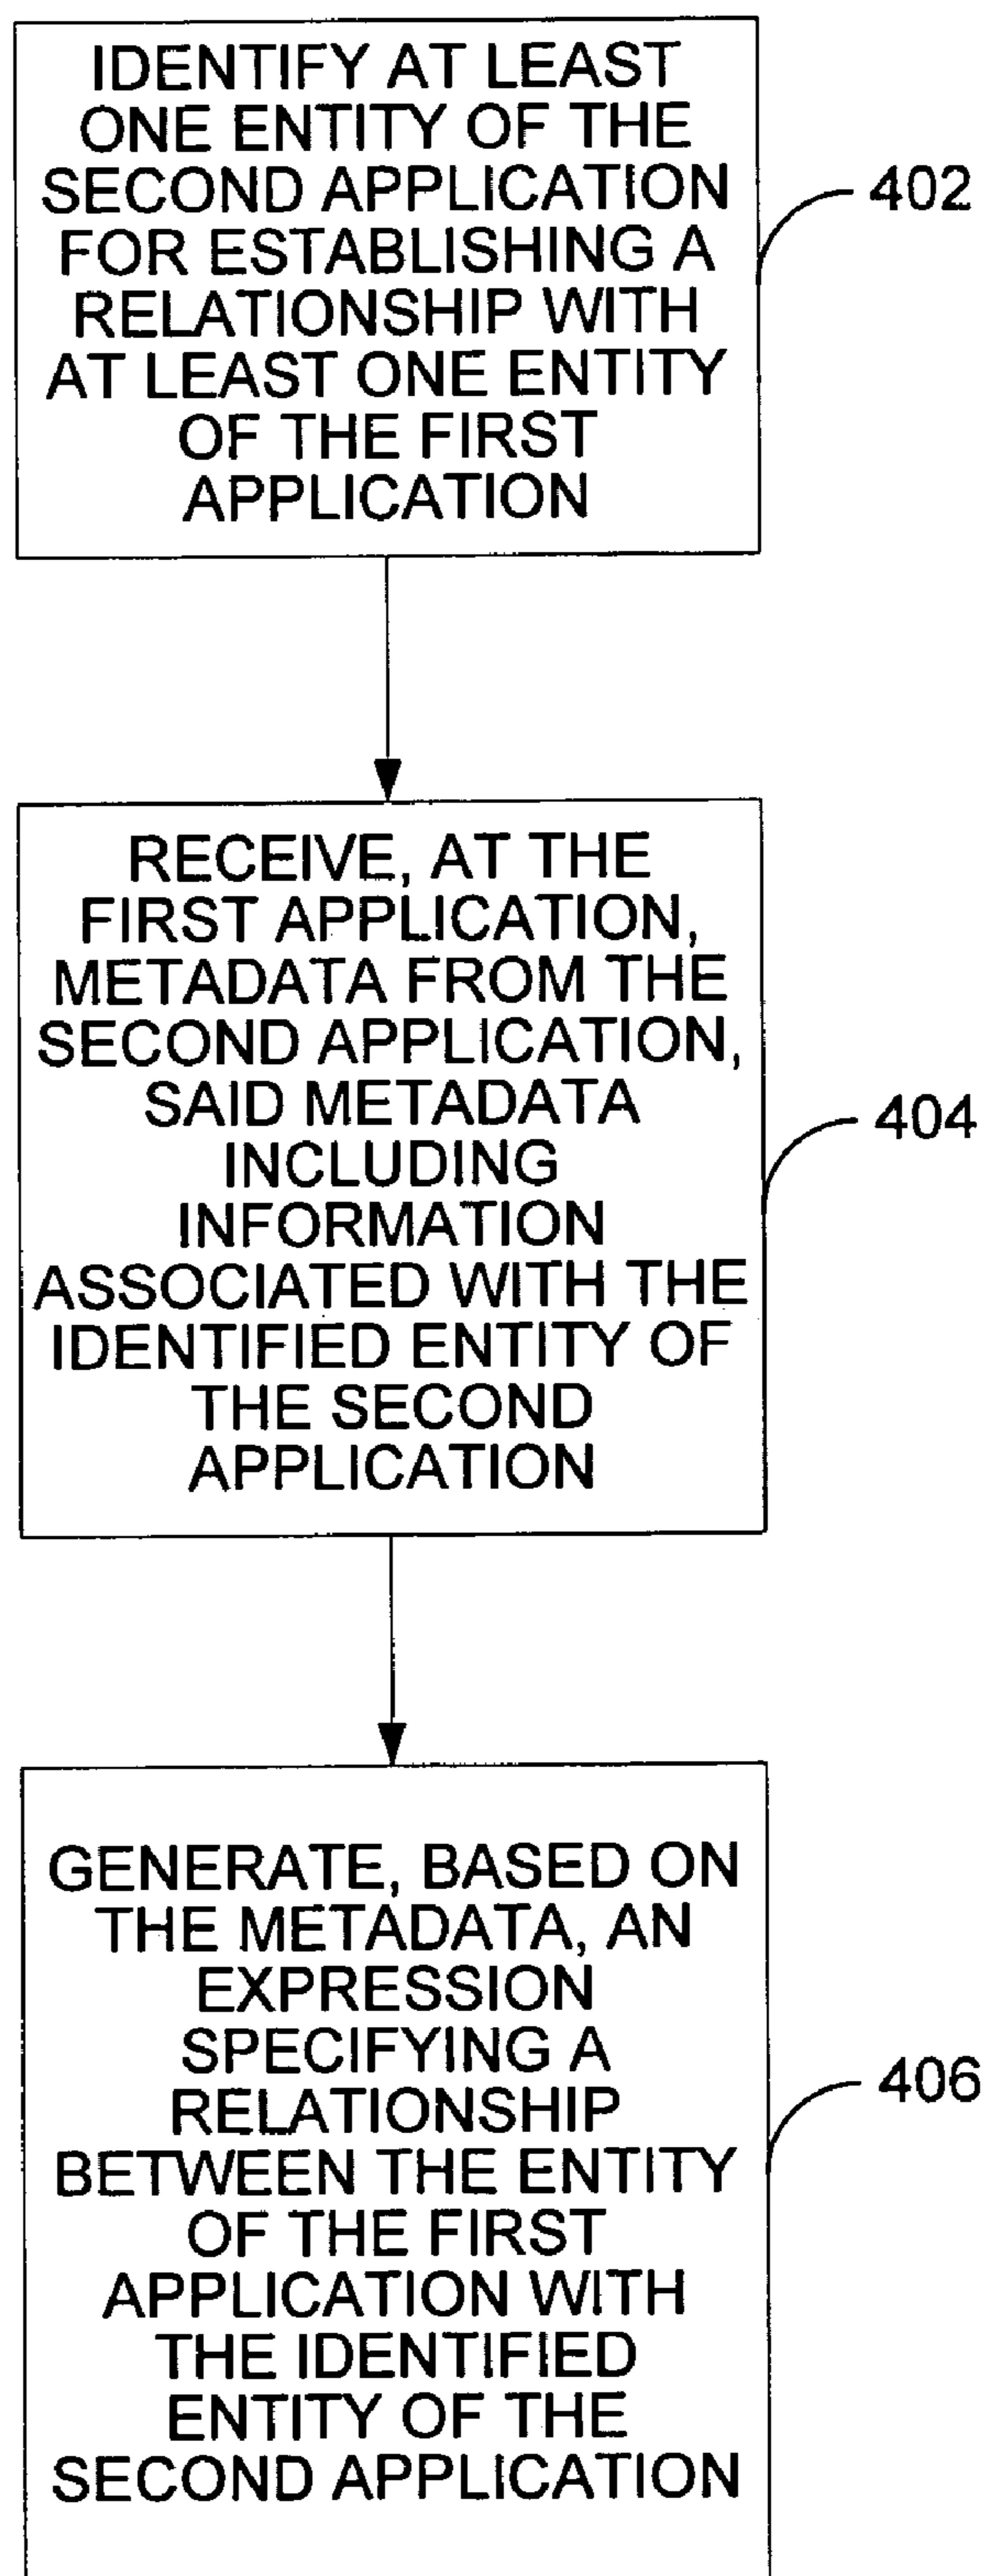 IDENTIFY AT LEAST
ONE ENTITY OF THE
SECOND APPLICATION
FOR ESTABLISHING A
RELATIONSHIP WITH
AT LEAST ONE ENTITY
OF THE FIRST
APPLICATION
402
RECEIVE, AT THE
FIRST APPLICATION,
METADATA FROM THE
SECOND APPLICATION,
SAID METADATA
INCLUDING
INFORMATION
ASSOCIATED WITH THE
IDENTIFIED ENTITY OF
THE SECOND
APPLICATION
404
GENERATE, BASED ON
THE METADATA, AN
EXPRESSION
SPECIFYING A
RELATIONSHIP
BETWEEN THE ENTITY
OF THE FIRST
APPLICATION WITH
THE IDENTIFIED
ENTITY OF THE
SECOND APPLICATION
406